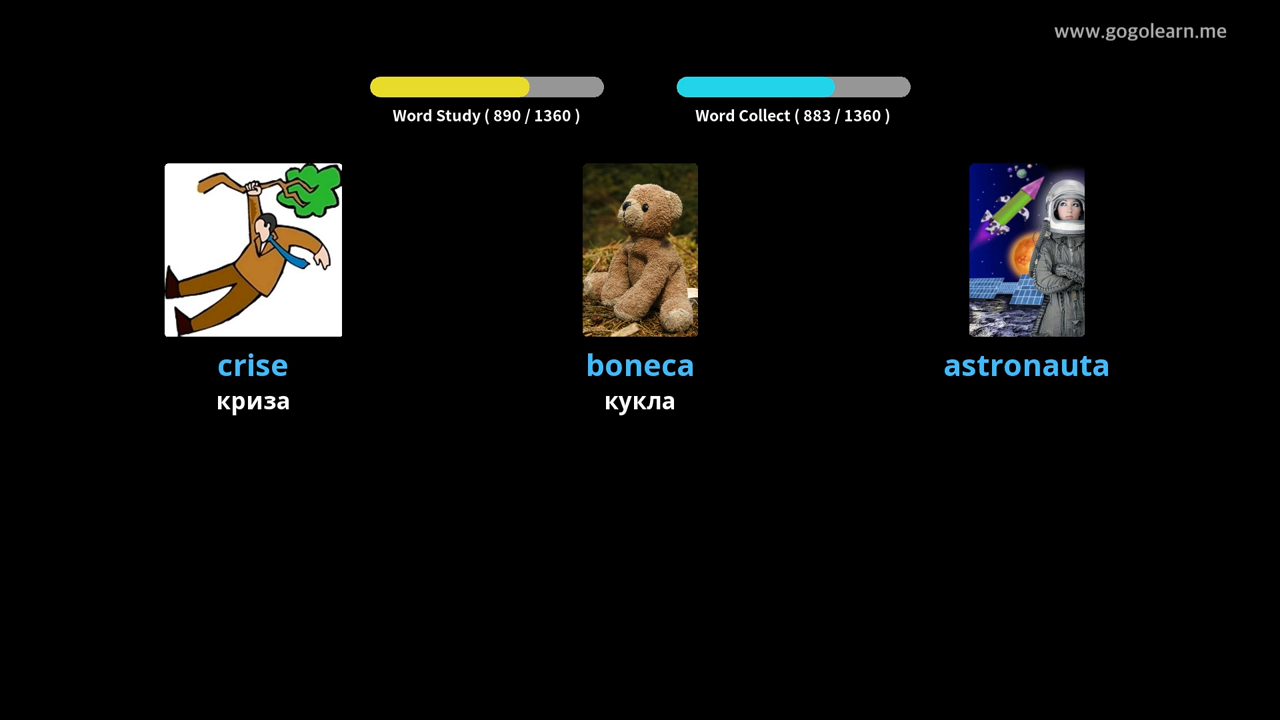 www.gogolearn.me
Word Study ( 890 / 1360 )
Word Collect ( 883 / 1360 )
crise
boneca
astronauta
криза
кукла